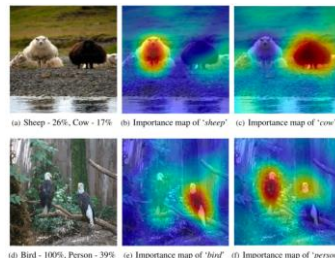 (a) Sheep - 26%, Cow - 17%
(b) Importance map of 'sheep'
(c) Importance map of 'cow'
(d) Bird - 100%, Person - 39%
(e) Importance map of 'bird'
(f) Importance map of